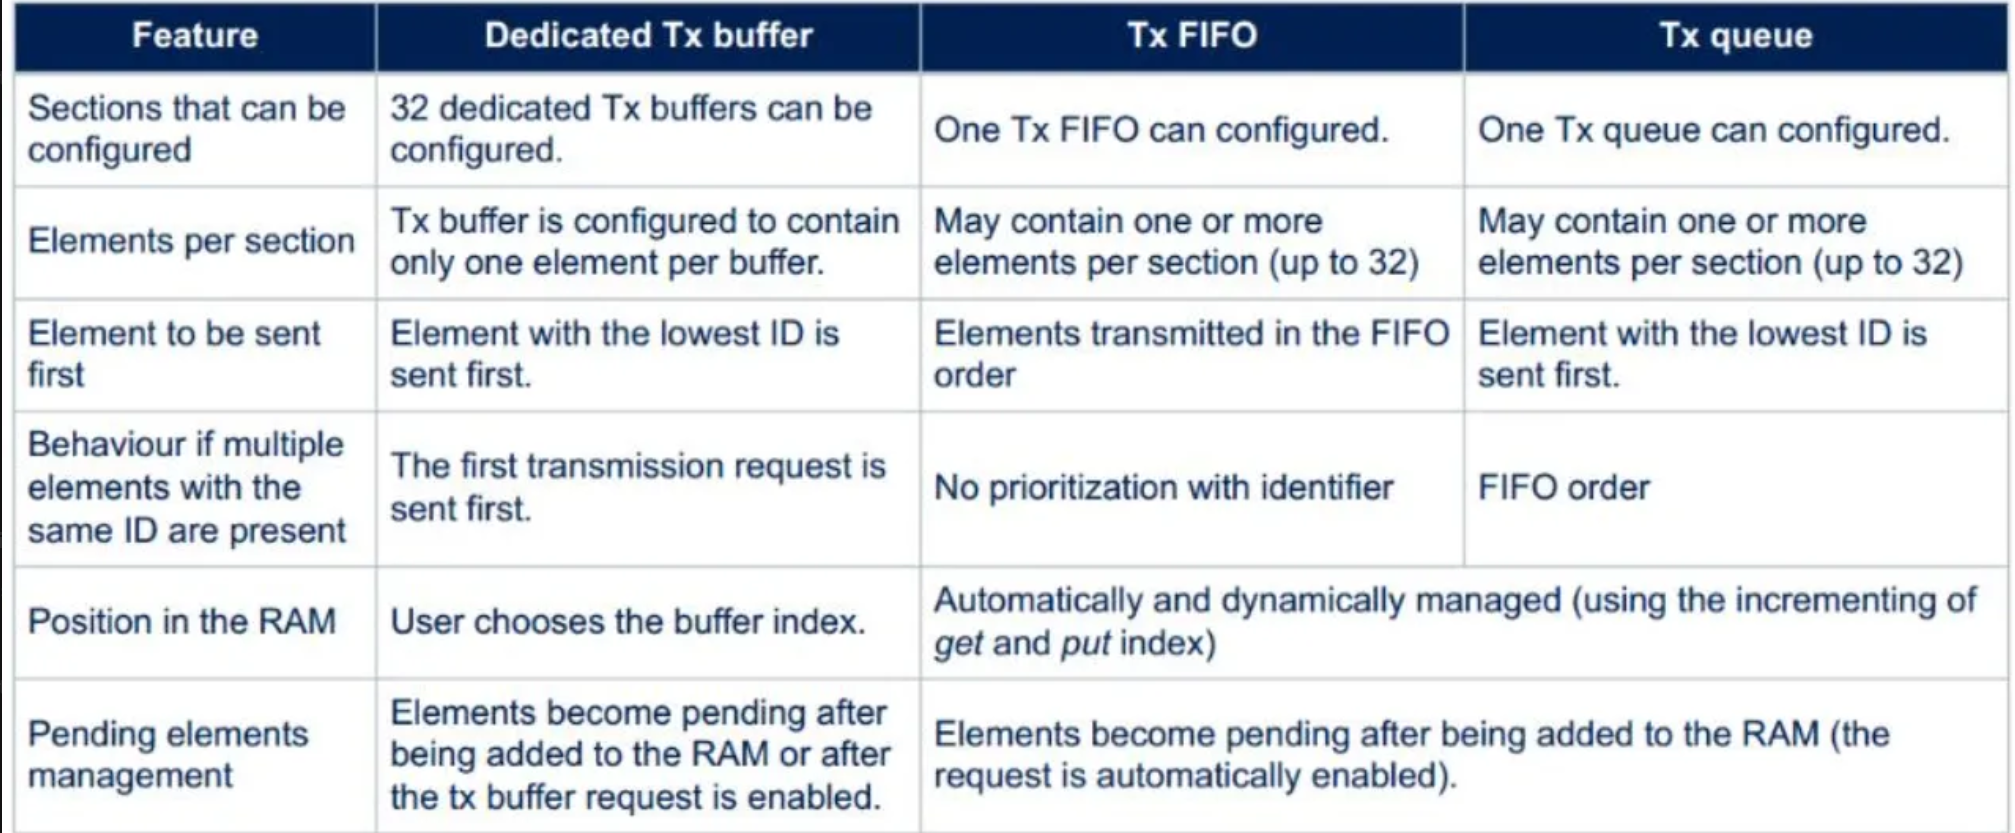 Feature
Dedicated Tx buffer
Tx FIFO
Tx queue
Sections that can be
configured
32 dedicated Tx buffers can be
configured.
One Tx FIFO can configured.
One Tx queue can configured.
Elements per section
Tx buffer is configured to contain
only one element per buffer.
May contain one or more
elements per section (up to 32)
May contain one or more
elements per section (up to 32)
Element to be sent
first
Element with the lowest ID is
sent first.
Elements transmitted in the FIFO
order
Element with the lowest ID is
sent first.
Behaviour if multiple
elements with the
same ID are present
The first transmission request is
sent first.
No prioritization with identifier
FIFO order
Position in the RAM
User chooses the buffer index.
Automatically and dynamically managed (using the incrementing of
get and put index)
Pending elements
management
Elements become pending after
being added to the RAM or after
the tx buffer request is enabled.
Elements become pending after being added to the RAM (the
request is automatically enabled).